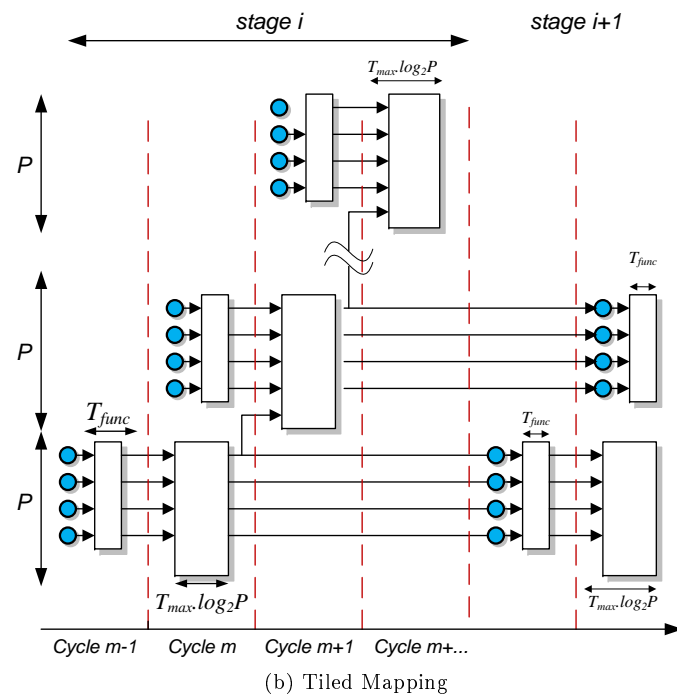 stage i
stage i+1
Tmax.log2P
P
Tfunc
P
Tfunc
Tfunc
P
Tmax.log2P
Tmax.log2P
Cycle m-1
Cycle m
Cycle m+1
Cycle m+...
(b) Tiled Mapping